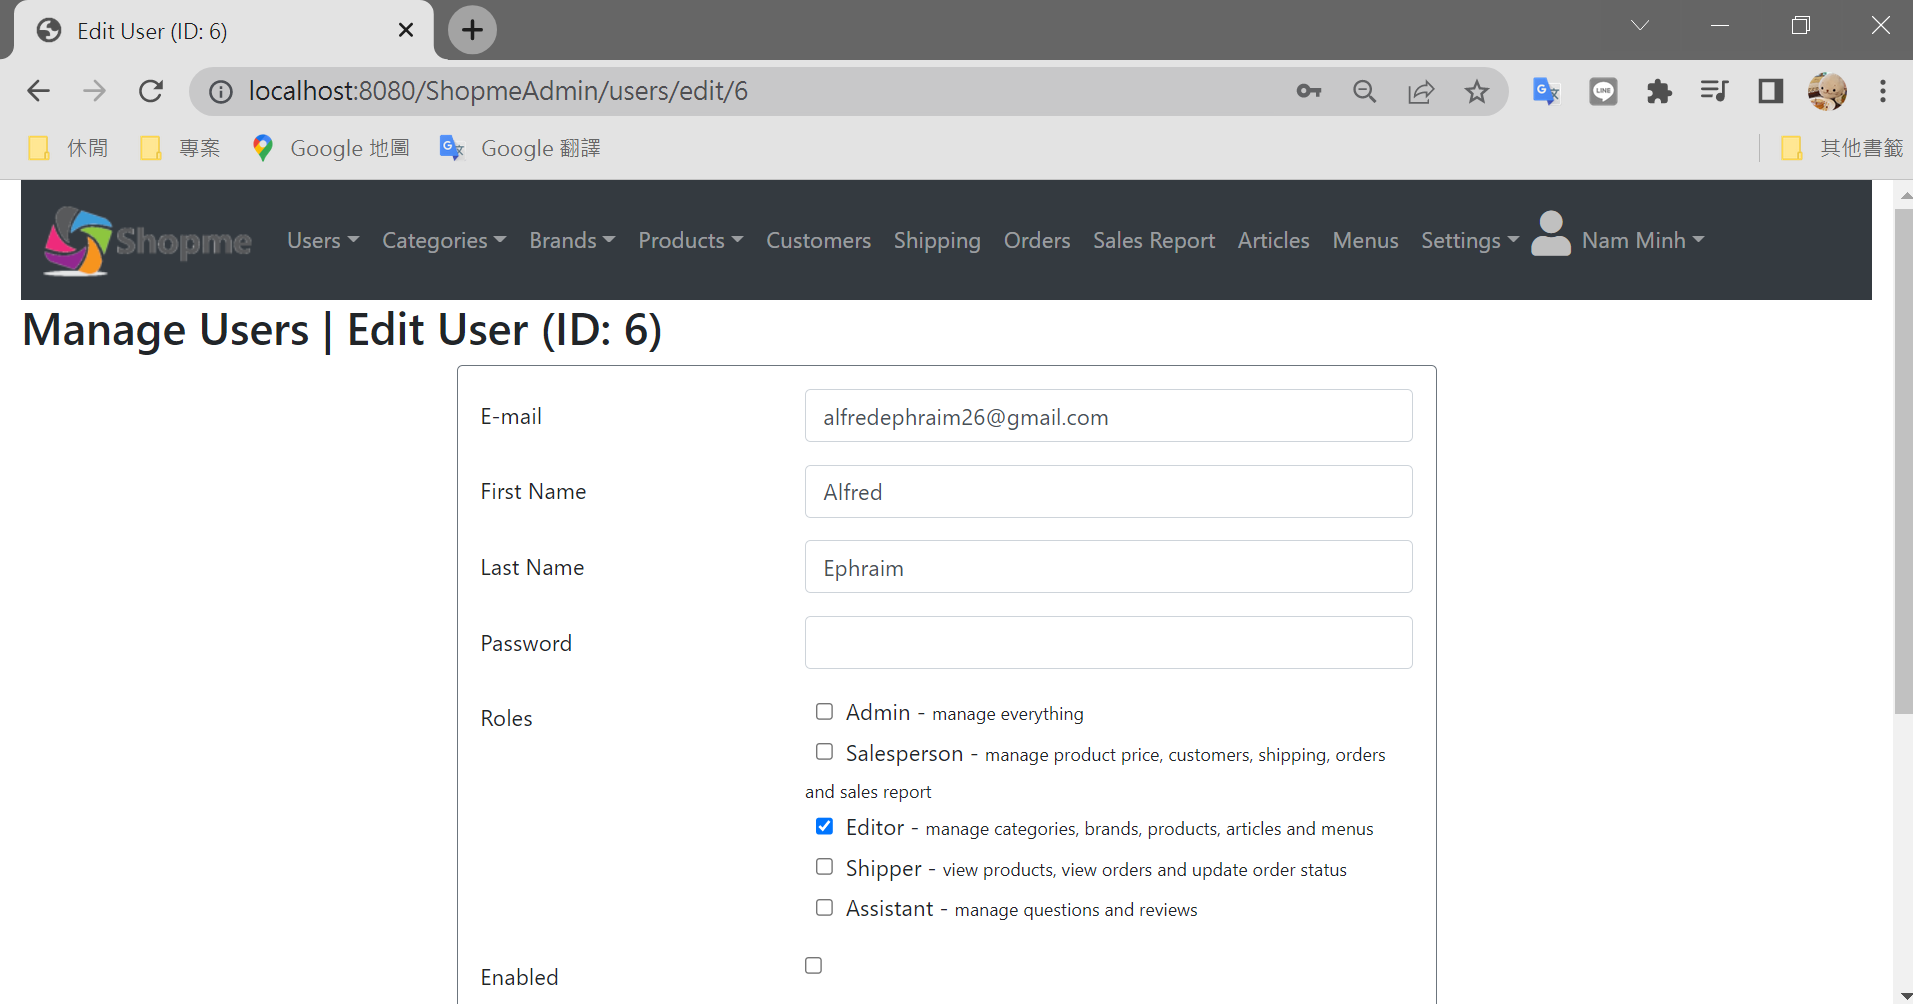 Edit User (ID: 6)
localhost:8080/ShopmeAdmin/users/edit/6
休閒 專案 Google 地圖 Google 翻譯 其他書籤
Shopme Users Categories Brands Products Customers Shipping Orders Sales Report Articles Menus Settings Nam Minh
Manage Users | Edit User (ID: 6)
E-mail alfredephraim26@gmail.com
First Name Alfred
Last Name Ephraim
Password
Roles Admin - manage everything
Salesperson - manage product price, customers, shipping, orders
and sales report
Editor - manage categories, brands, products, articles and menus
Shipper - view products, view orders and update order status
Assistant - manage questions and reviews
Enabled